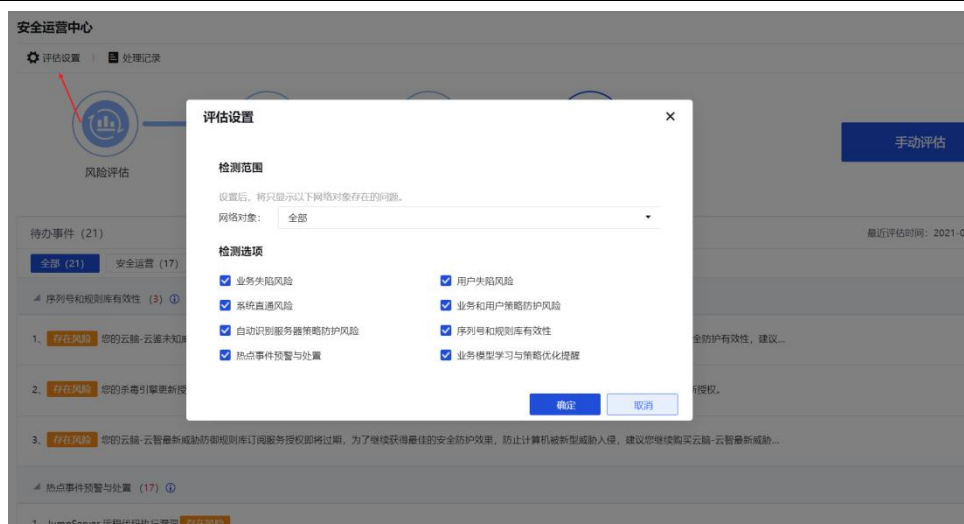 安全运营中心
评估设置 处理记录
评估设置
手动评估
风险评估
检测范围
设置后，将只显示以下网络对象存在的问题。
网络对象： 全部
待办事件（21） 最近评估时间：2021-0
检测选项
全部（21） 安全运营（17）
业务失陷风险 用户失陷风险
序列号和规则库有效性（3）
系统直通风险 业务和用户策略防护风险
自动识别服务器策略防护风险 序列号和规则库有效性
1、 存在风险 您的云脑-云鉴未知 全防护有效性，建议...
热点事件预警与处置 业务模型学习与策略优化提醒
2、 存在风险 您的杀毒引擎更新授 新授权。
确定 取消
3、 存在风险 您的云脑-云智最新威胁防御规则库订阅服务授权即将过期，为了继续获得最佳的安全防护效果，防止计算机被新型威胁入侵，建议您继续购买云脑-云智最新威胁...
热点事件预警与处置（17）